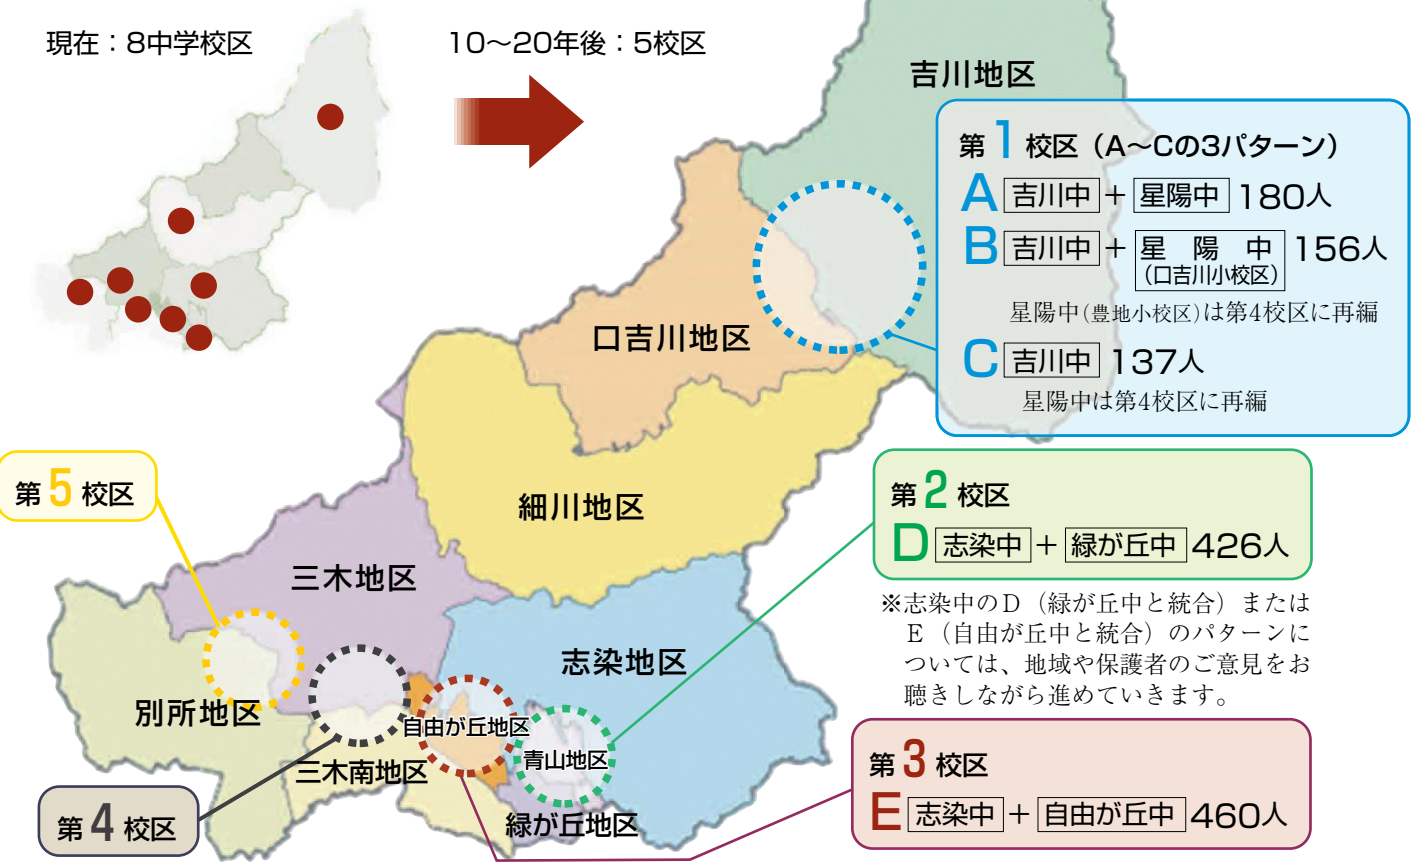 現在：8中学校区
10～20年後：5校区
吉川地区
第1校区（A～Cの3パターン）
A 吉川中＋星陽中 180人
B 吉川中＋星陽中（口吉川小校区） 156人
星陽中（豊地小校区）は第4校区に再編
C 吉川中 137人
星陽中は第4校区に再編
口吉川地区
細川地区
第5校区
三木地区
第2校区
D 志染中＋緑が丘中 426人
※志染中のD（緑が丘中と統合）または
E（自由が丘中と統合）のパターンに
ついては、地域や保護者のご意見をお
聴きしながら進めていきます。
志染地区
別所地区
自由が丘地区
青山地区
三木南地区
緑が丘地区
第4校区
第3校区
E 志染中＋自由が丘中 460人